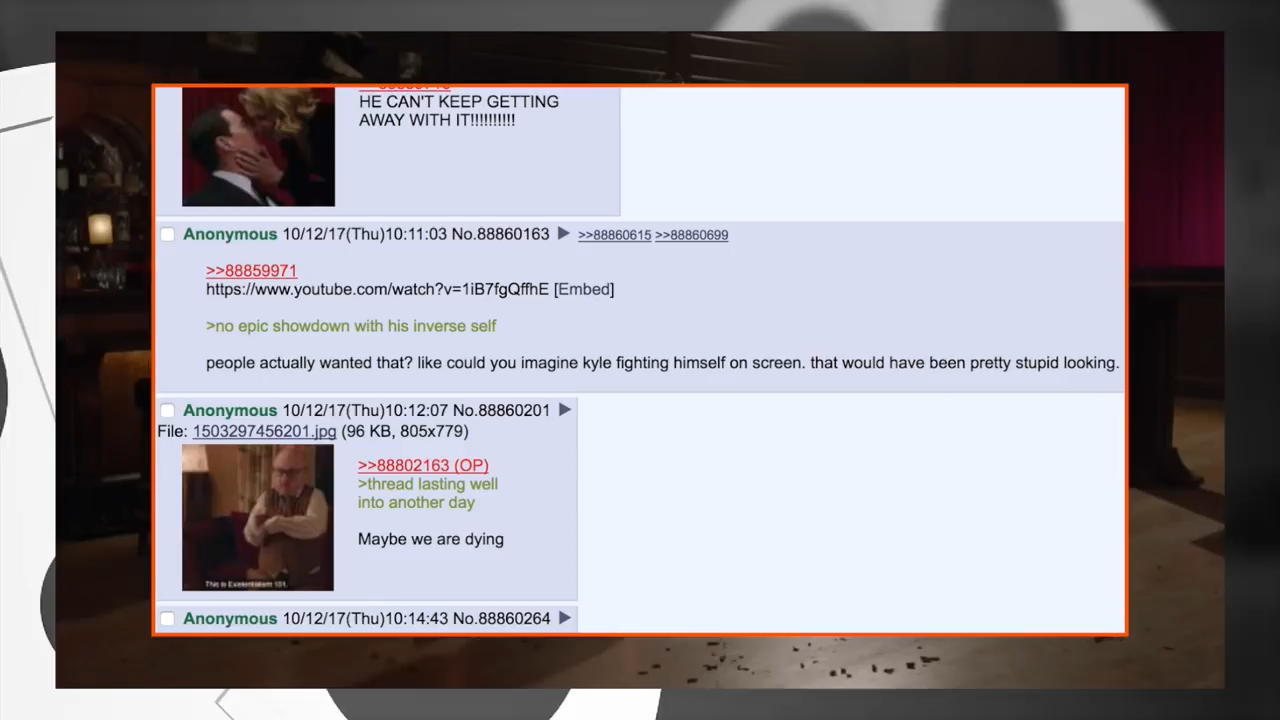 HE CAN'T KEEP GETTING
AWAY WITH IT!!!!!!!!!!
Anonymous 10/12/17(Thu)10:11:03 No.88860163 ▶ >>88860615 >>88860699
>>88859971
https://www.youtube.com/watch?v=1iB7fgQffhE [Embed]
>no epic showdown with his inverse self
people actually wanted that? like could you imagine kyle fighting himself on screen. that would have been pretty stupid looking.
Anonymous 10/12/17(Thu)10:12:07 No.88860201 ▶
File: 1503297456201.jpg (96 KB, 805x779)
>>88802163 (OP)
>thread lasting well
into another day
Maybe we are dying
This is Existentialism 101.
Anonymous 10/12/17(Thu)10:14:43 No.88860264 ▶